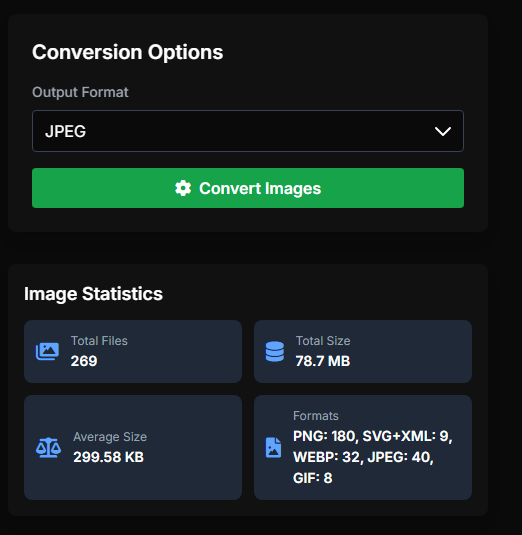 Conversion Options
Output Format
JPEG
Convert Images
Image Statistics
Total Files
269
Total Size
78.7 MB
Average Size
299.58 KB
Formats
PNG: 180, SVG+XML: 9,
WEBP: 32, JPEG: 40,
GIF: 8